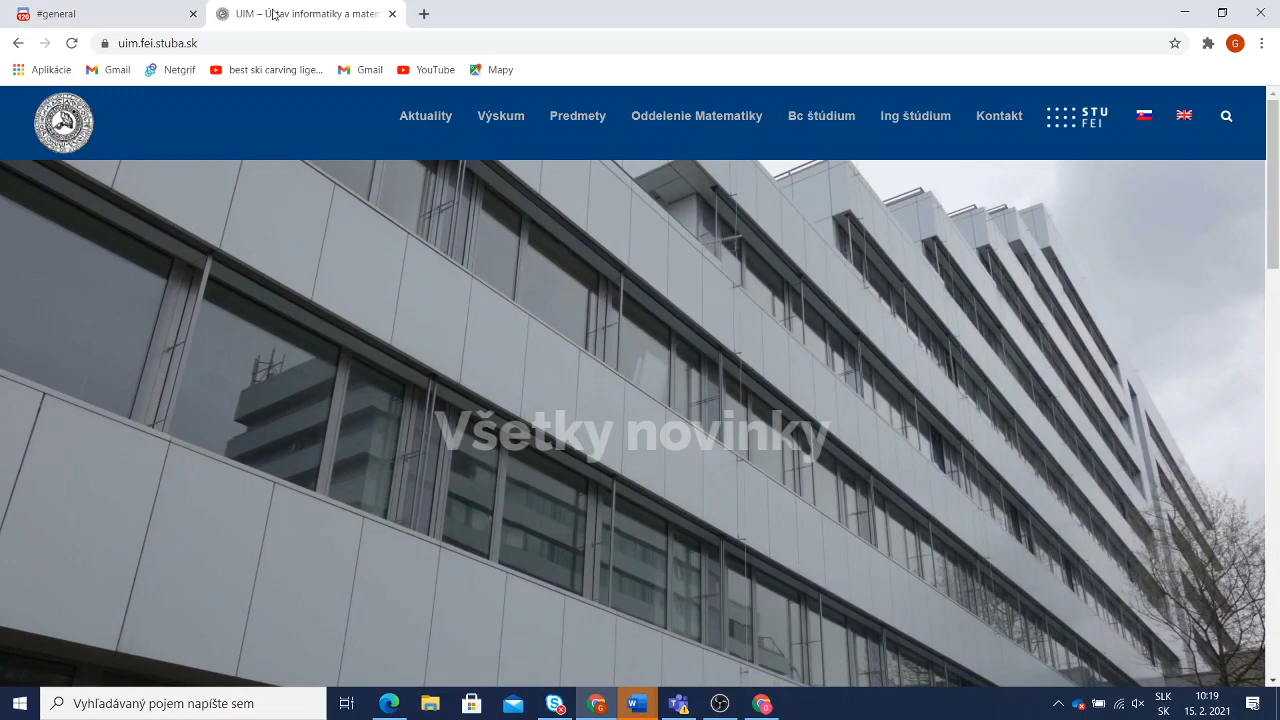 120
#general
UIM – Ústav informatiky a matem
uim.fei.stuba.sk
G
Aplikácie
Gmail
Netgrif
best ski carving lige...
Gmail
YouTube
Mapy
Aktuality
Výskum
Predmety
Oddelenie Matematiky
Bc štúdium
Ing štúdium
Kontakt
STU
FEI
Všetky novinky
Vyhľadávaný pojem napíšte sem
SLK
SK
10:19
15. 2. 2021